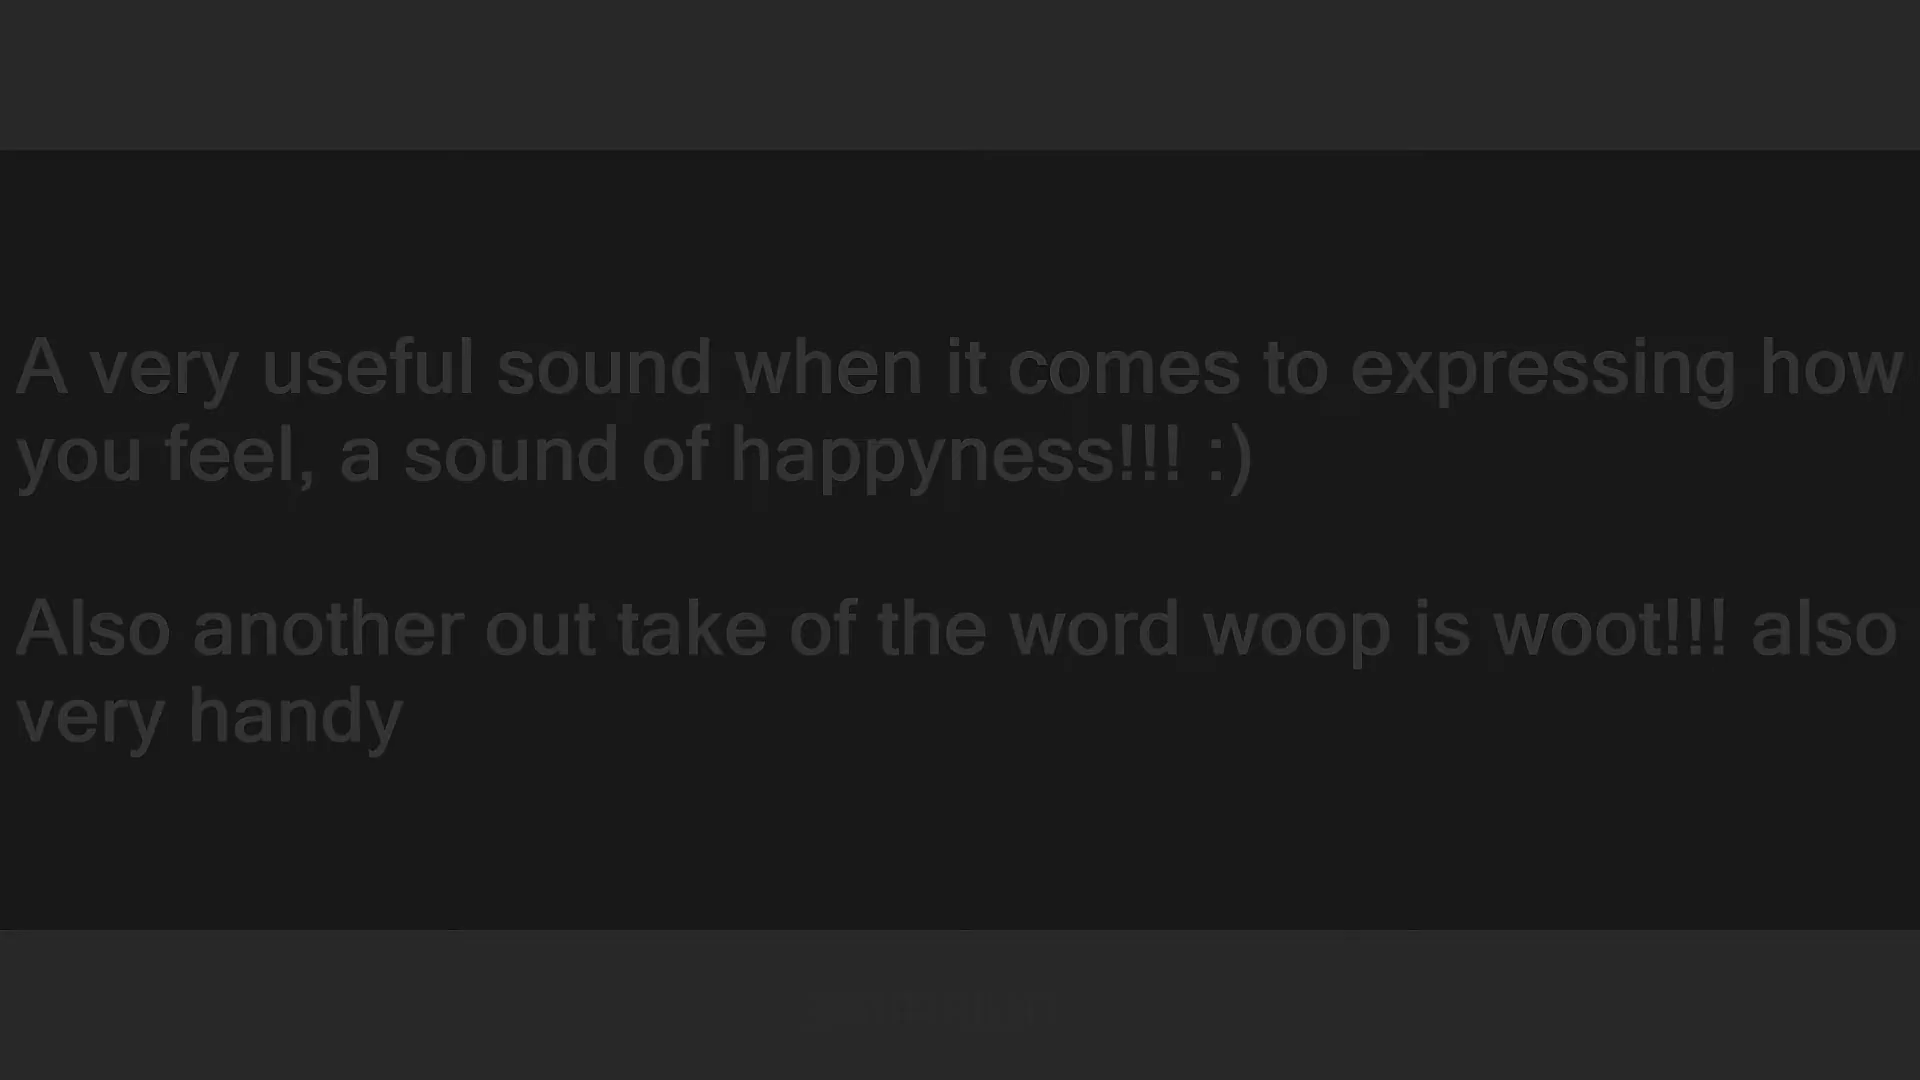 A very useful sound when it comes to expressing how
you feel, a sound of happyness!!! :)
Also another out take of the word woop is woot!!! also
very handy